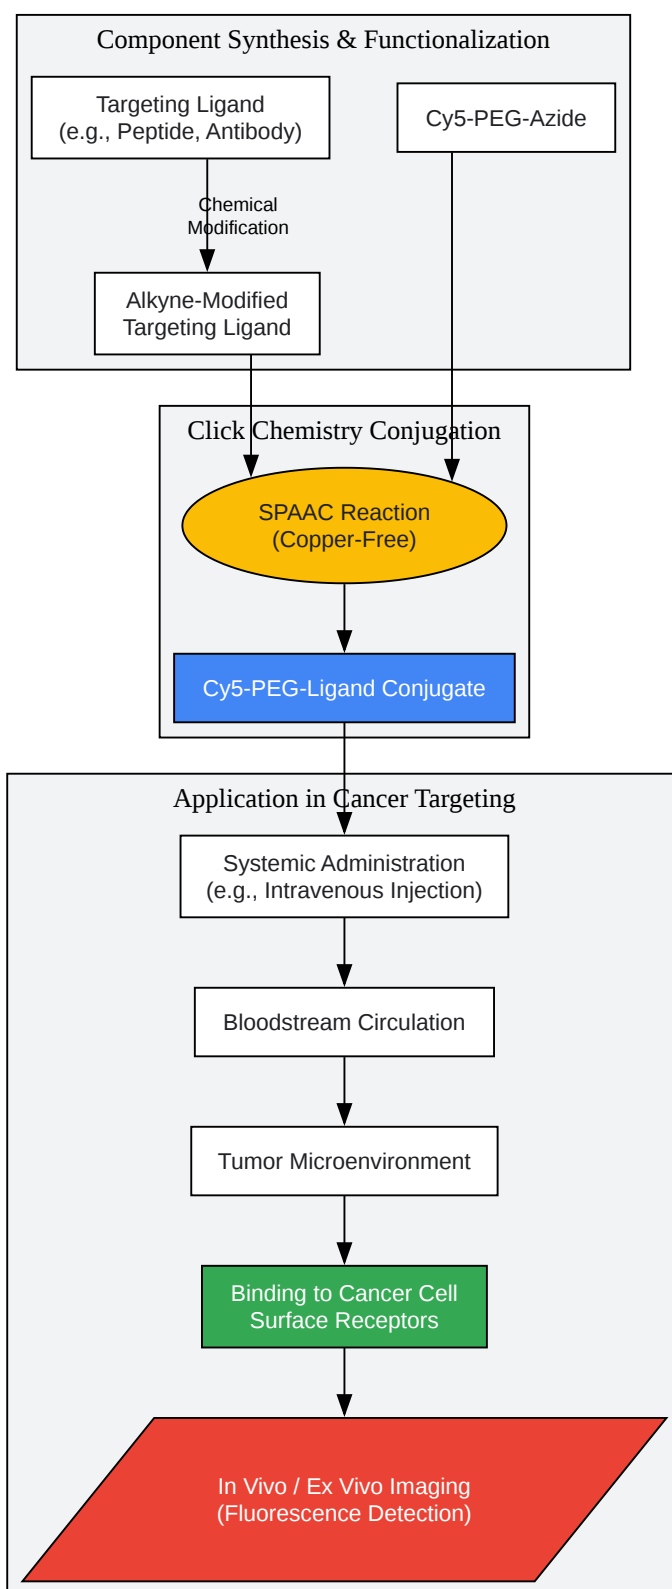 Component Synthesis & Functionalization
Targeting Ligand
(e.g., Peptide, Antibody)
Cy5-PEG-Azide
Chemical
Modification
Alkyne-Modified
Targeting Ligand
Click Chemistry Conjugation
SPAAC Reaction
(Copper-Free)
Cy5-PEG-Ligand Conjugate
Application in Cancer Targeting
Systemic Administration
(e.g., Intravenous Injection)
Bloodstream Circulation
Tumor Microenvironment
Binding to Cancer Cell
Surface Receptors
In Vivo / Ex Vivo Imaging
(Fluorescence Detection)